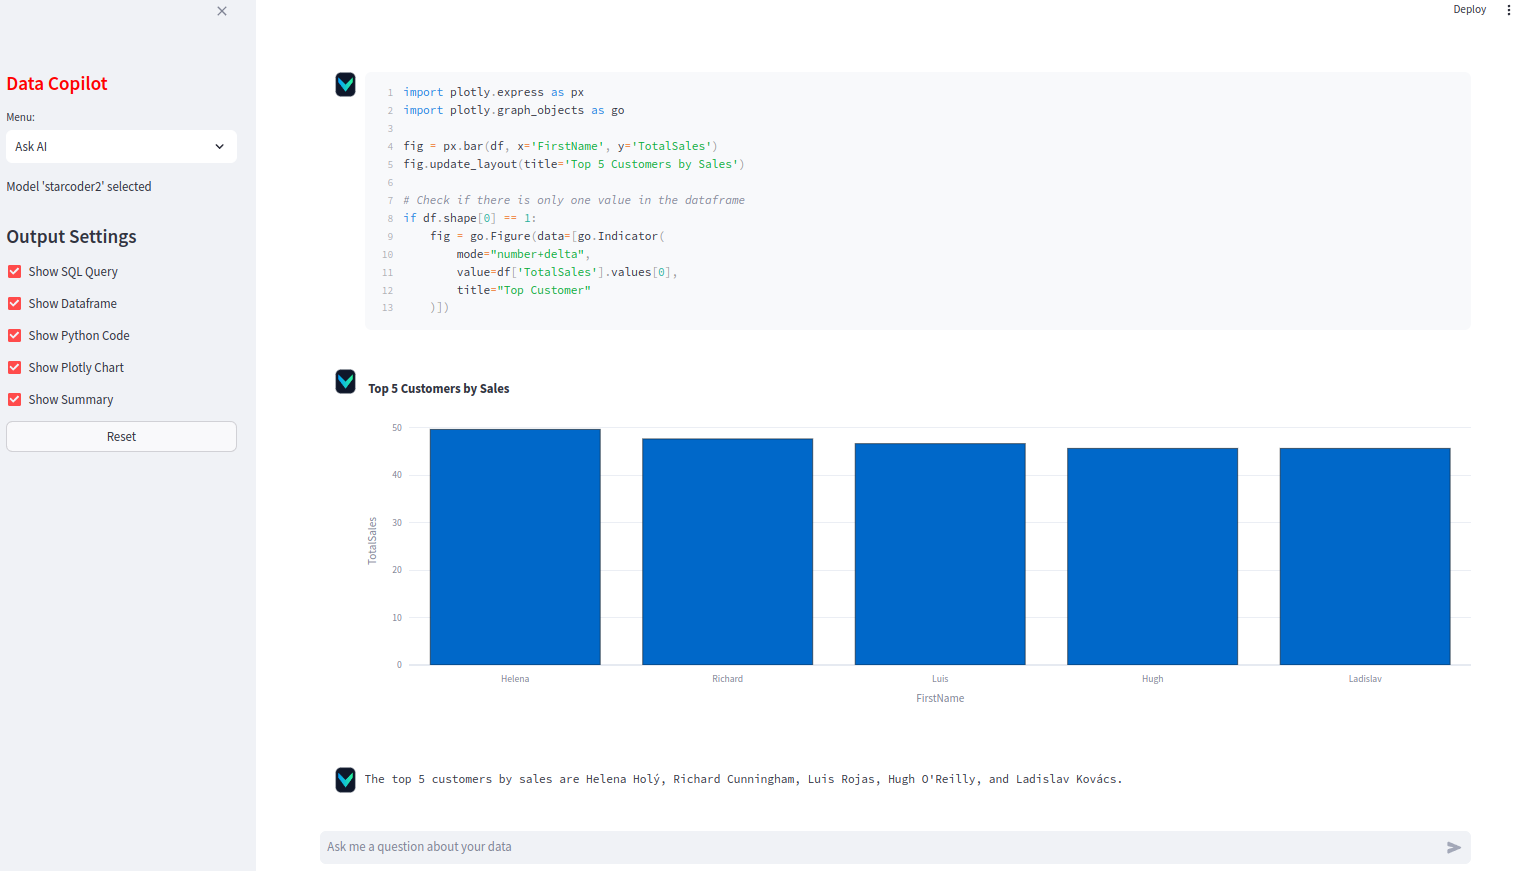 Deploy
Data Copilot
Menu:
Ask AI
Model 'starcoder2' selected
Output Settings
Show SQL Query
Show Dataframe
Show Python Code
Show Plotly Chart
Show Summary
Reset
1 import plotly.express as px
2 import plotly.graph_objects as go
3
4 fig = px.bar(df, x='FirstName', y='TotalSales')
5 fig.update_layout(title='Top 5 Customers by Sales')
6
7 # Check if there is only one value in the dataframe
8 if df.shape[0] == 1:
9     fig = go.Figure(data=[go.Indicator(
10         mode="number+delta",
11         value=df['TotalSales'].values[0],
12         title="Top Customer"
13     )])
Top 5 Customers by Sales
50
40
30
20
10
0
TotalSales
Helena Richard Luis Hugh Ladislav
FirstName
The top 5 customers by sales are Helena Holý, Richard Cunningham, Luis Rojas, Hugh O'Reilly, and Ladislav Kovács.
Ask me a question about your data